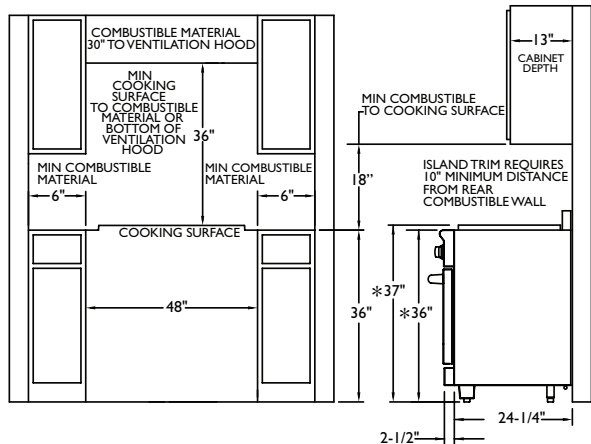 COMBUSTIBLE MATERIAL
30" TO VENTILATION HOOD
MIN
COOKING
SURFACE
TO COMBUSTIBLE
MATERIAL OR
BOTTOM OF
VENTILATION
HOOD
36"
MIN COMBUSTIBLE
MATERIAL
6"
MIN COMBUSTIBLE
MATERIAL
6"
COOKING SURFACE
48"
13"
CABINET
DEPTH
MIN COMBUSTIBLE
TO COOKING SURFACE
18”
ISLAND TRIM REQUIRES
10" MINIMUM DISTANCE
FROM REAR
COMBUSTIBLE WALL
36"
*37"
*36"
24-1/4"
2-1/2"